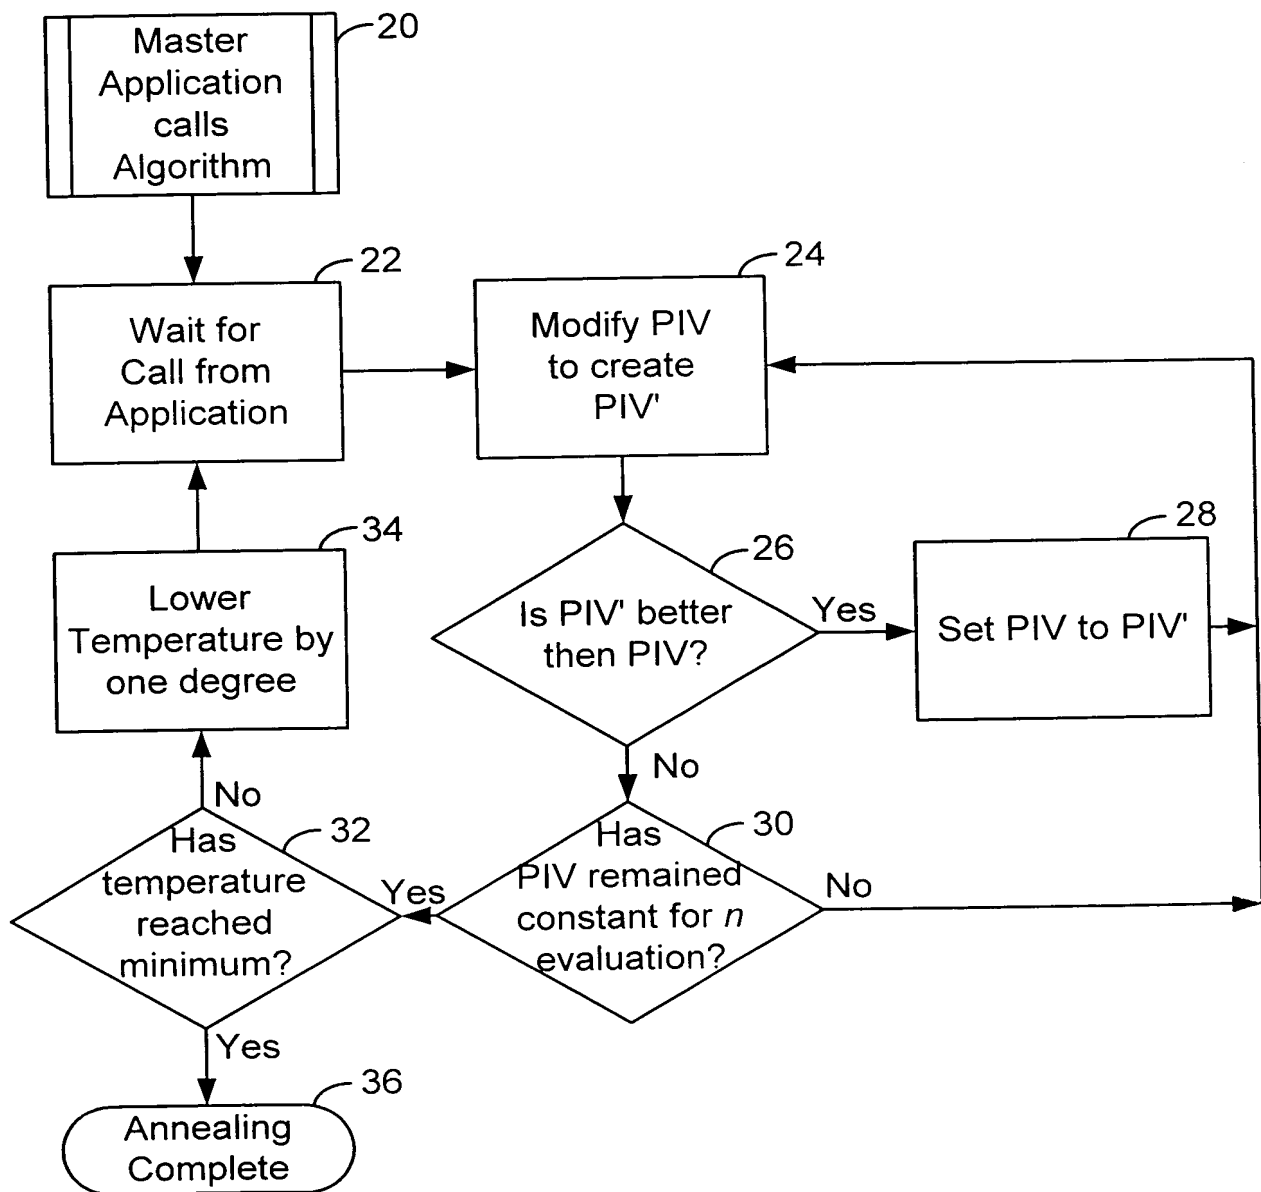 20
Master
Application
calls
Algorithm
22
Wait for
Call from
Application
24
Modify PIV
to create
PIV'
26
Is PIV' better
then PIV?
Yes
28
Set PIV to PIV'
No
30
Has
PIV remained
constant for n
evaluation?
No
Yes
32
Has
temperature
reached
minimum?
No
34
Lower
Temperature by
one degree
Yes
36
Annealing
Complete